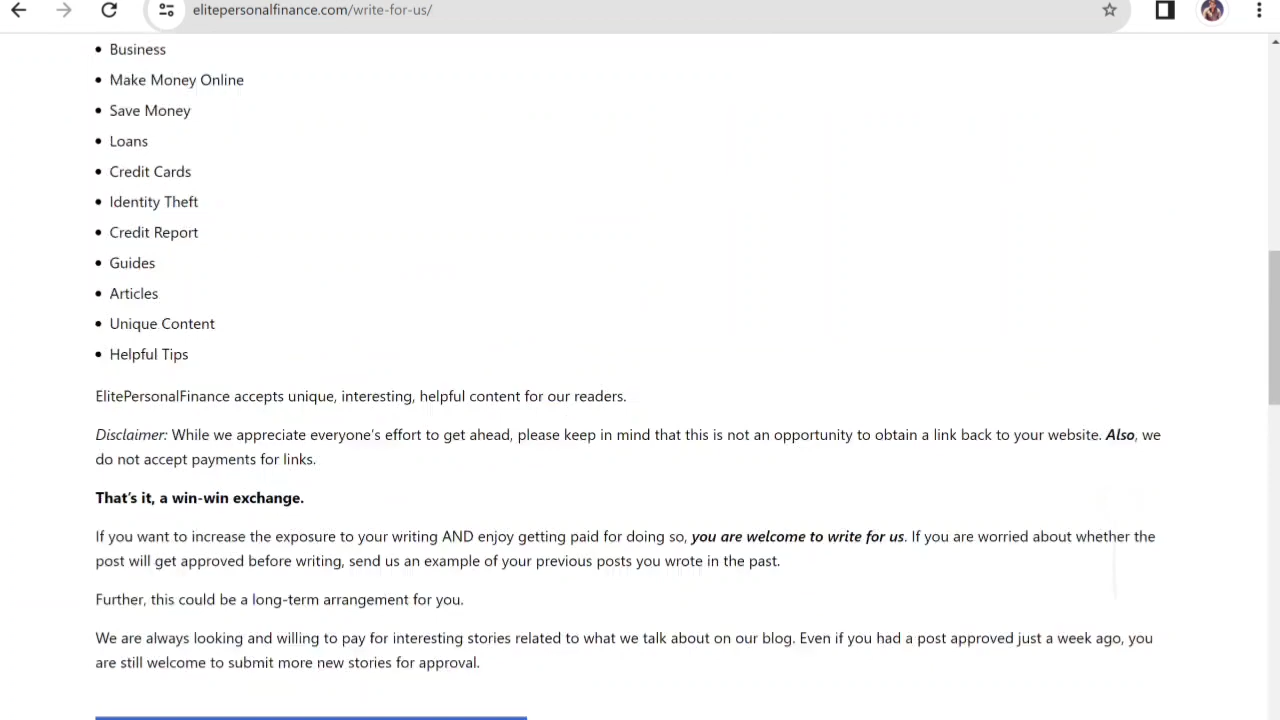 elitepersonalfinance.com/write-for-us/
Business
Make Money Online
Save Money
Loans
Credit Cards
Identity Theft
Credit Report
Guides
Articles
Unique Content
Helpful Tips
ElitePersonalFinance accepts unique, interesting, helpful content for our readers.
Disclaimer: While we appreciate everyone's effort to get ahead, please keep in mind that this is not an opportunity to obtain a link back to your website. Also, we
do not accept payments for links.
That's it, a win-win exchange.
If you want to increase the exposure to your writing AND enjoy getting paid for doing so, you are welcome to write for us. If you are worried about whether the
post will get approved before writing, send us an example of your previous posts you wrote in the past.
Further, this could be a long-term arrangement for you.
We are always looking and willing to pay for interesting stories related to what we talk about on our blog. Even if you had a post approved just a week ago, you
are still welcome to submit more new stories for approval.